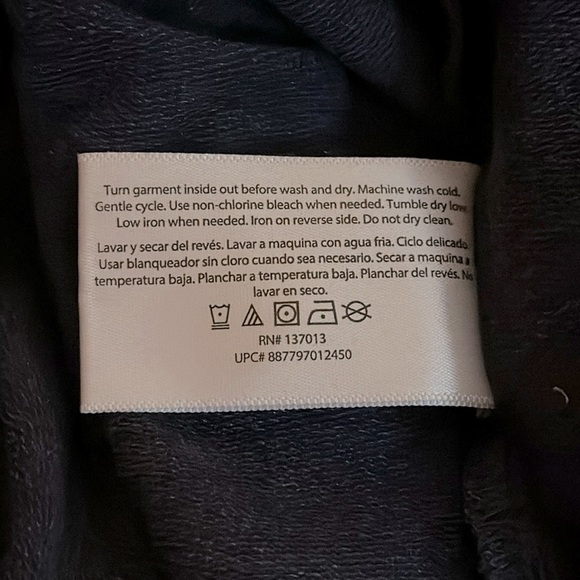 Turn garment inside out before wash and dry. Machine wash cold.
Gentle cycle. Use non-chlorine bleach when needed. Tumble dry low.
Low iron when needed. Iron on reverse side. Do not dry clean.
Lavar y secar del revés. Lavar a maquina con agua fria. Ciclo delicado.
Usar blanqueador sin cloro cuando sea necesario. Secar a maquina a
temperatura baja. Planchar a temperatura baja. Planchar del revés. No
lavar en seco.
RN# 137013
UPC# 887797012450